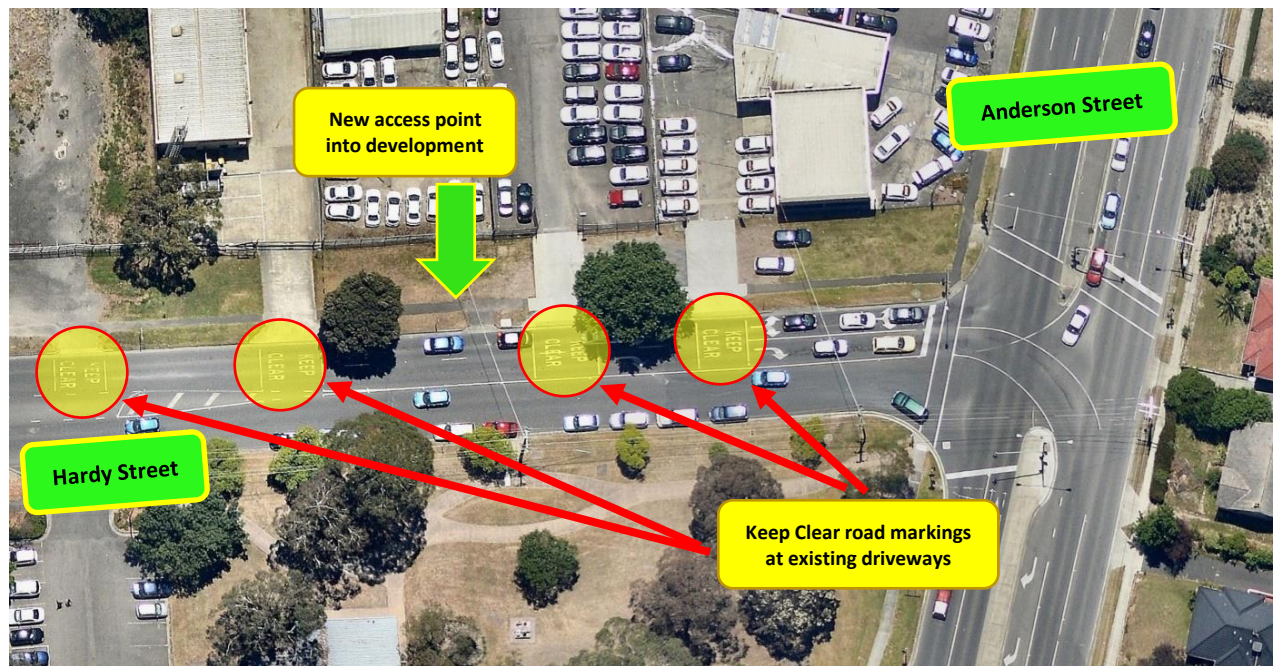 New access point
into development
Anderson Street
KEEP
CLEAR
KEEP
CLEAR
KEEP
CLEAR
KEEP
CLEAR
Hardy Street
Keep Clear road markings
at existing driveways